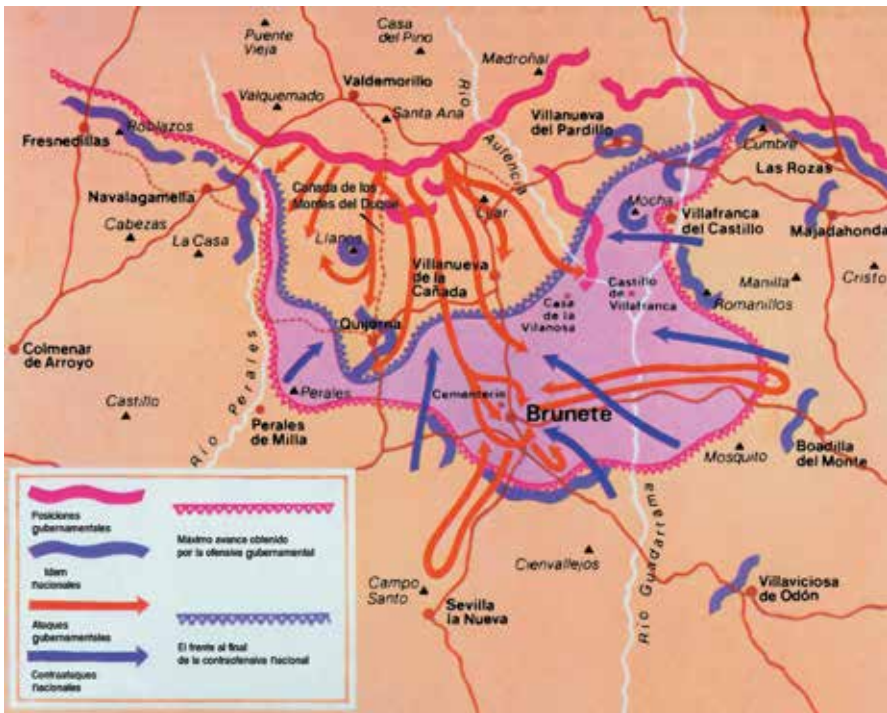 Puente
Vieja
Casa
del Pino
Madroñal
Valdemorillo
Valquemado
Santa Ana
Río
Aulencia
Villanueva
del Pardillo
Cumbre
Las Rozas
Fresnedillas
Roblazos
Navalagamella
Cabezas
La Casa
Cañada de los
Montes del Duque
Llanos
Mocha
Villafranca
del Castillo
Majadahonda
Villanueva
de la
Cañada
Castillo
de
Villafranca
Manilla
Cristo
Romanillos
Casa
de la
Vilanosa
Quijorna
Colmenar
de Arroyo
Castillo
Río Perales
Perales
Perales
de Milla
Cementerio
Brunete
Mosquito
Boadilla
del Monte
Río Guadarrama
Cienvallejos
Campo
Santo
Sevilla
la Nueva
Villaviciosa
de Odón
Posiciones
gubernamentales
Idem
nacionales
Ataques
gubernamentales
Contraataques
nacionales
Máximo avance obtenido
por la ofensiva gubernamental
El frente al final
de la contraofensiva nacional